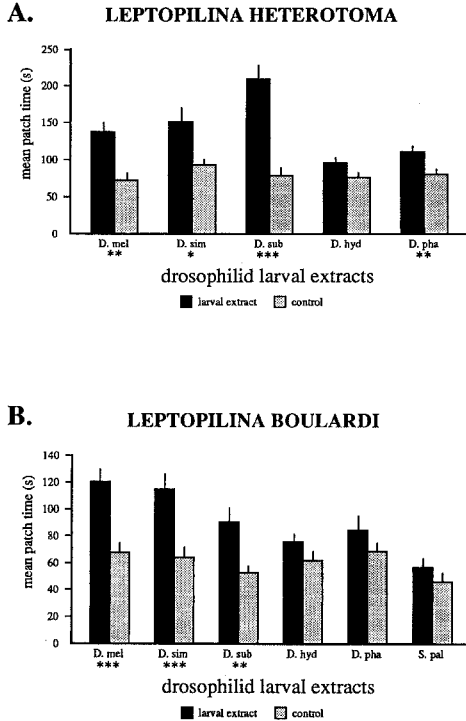 A. LEPTOPILINA HETEROTOMA
mean patch time (s)
250
200
150
100
50
0
D. mel D. sim D. sub D. hyd D. pha
** * *** **
drosophilid larval extracts
larval extract control
B. LEPTOPILINA BOULARDI
mean patch time (s)
140
120
100
80
60
40
20
0
D. mel D. sim D. sub D. hyd D. pha S. pal
*** *** **
drosophilid larval extracts
larval extract control